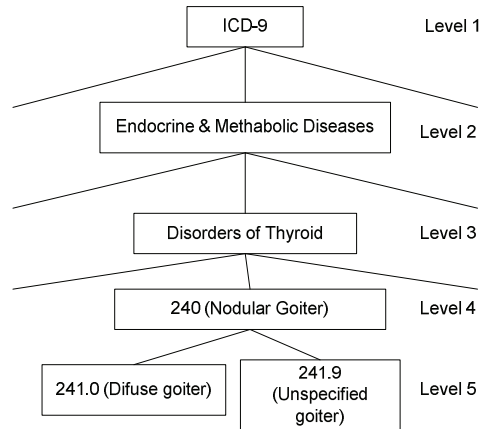 ICD-9
Level 1
Endocrine & Methabolic Diseases
Level 2
Disorders of Thyroid
Level 3
240 (Nodular Goiter)
Level 4
241.0 (Difuse goiter)
241.9
(Unspecified
goiter)
Level 5